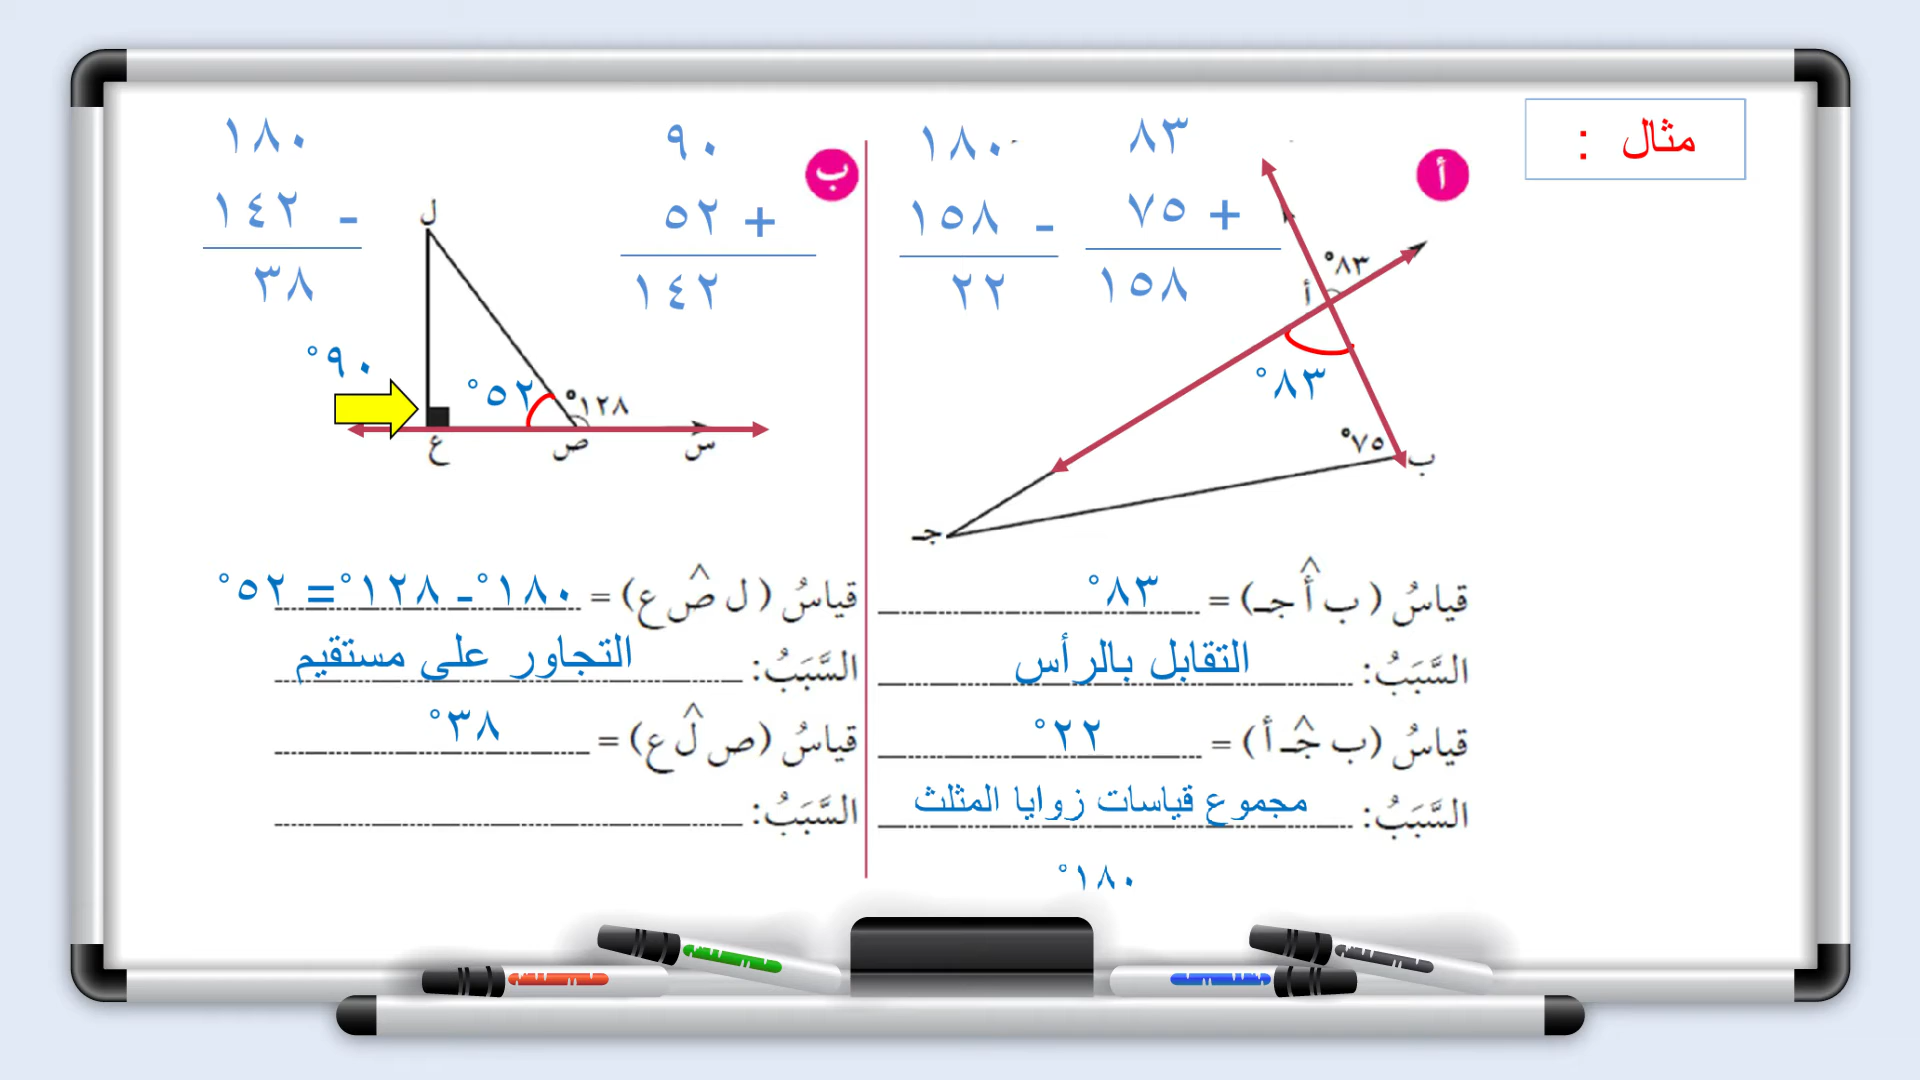 مثال :
أ
٨٣
٧٥ +
١٥٨
١٨٠
١٥٨ -
٢٢
٨٣°
أ
٨٣°
٧٥°
ب
جـ
قياسُ (ب أ جـ) = ٨٣°
السَّبَبُ: التقابل بالرأس
قياسُ (ب جـ أ) = ٢٢°
السَّبَبُ: مجموع قياسات زوايا المثلث
١٨٠°
ب
٩٠
٥٢ +
١٤٢
١٨٠
١٤٢ -
٣٨
ل
٩٠°
٥٢°
١٢٨°
ع
ص
س
قياسُ (ل ص ع) = ١٨٠°- ١٢٨°= ٥٢°
السَّبَبُ: التجاور على مستقيم
قياسُ (ص ل ع) = ٣٨°
السَّبَبُ: